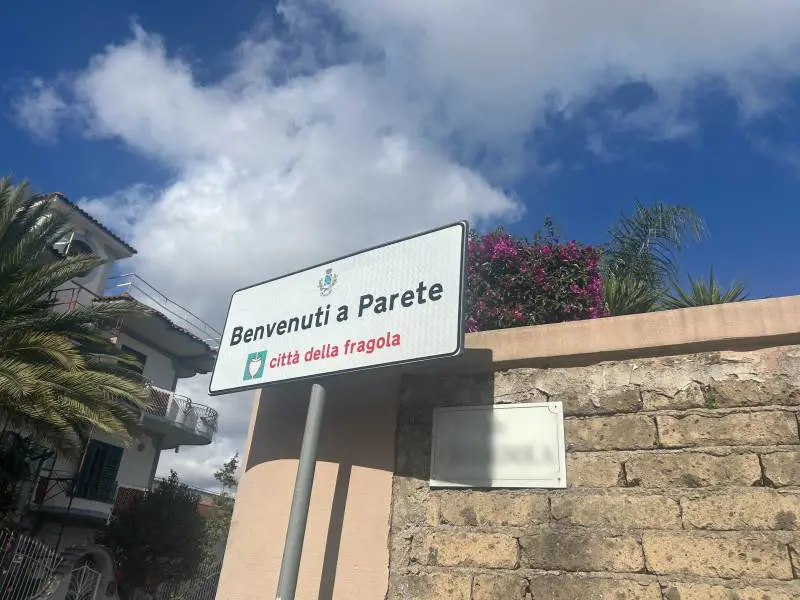 Benvenuti a Parete
città della fragola